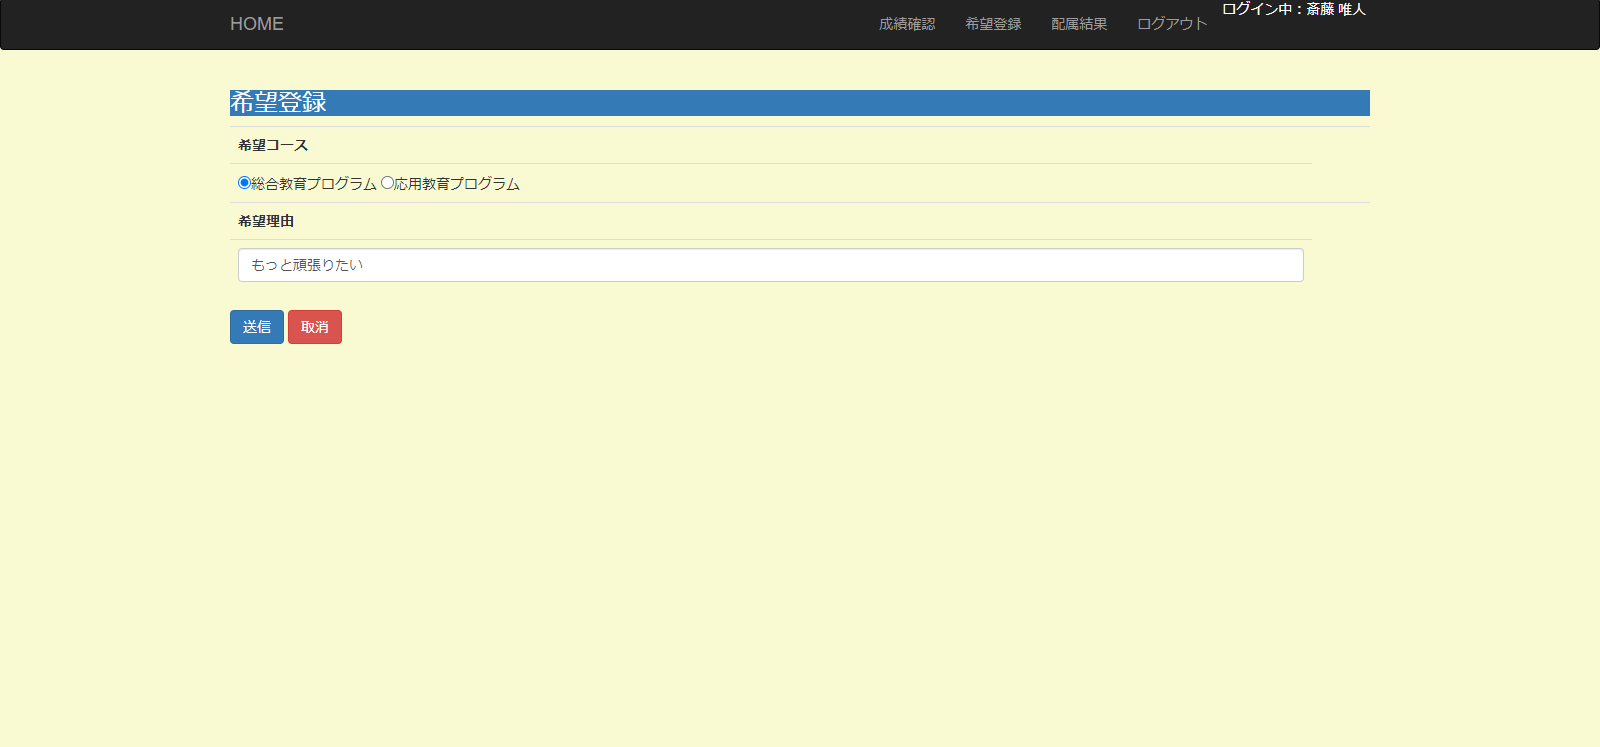 HOME 成績確認 希望登録 配属結果 ログアウト ログイン中：斎藤 唯人
希望登録
希望コース
総合教育プログラム 応用教育プログラム
希望理由
もっと頑張りたい
送信 取消